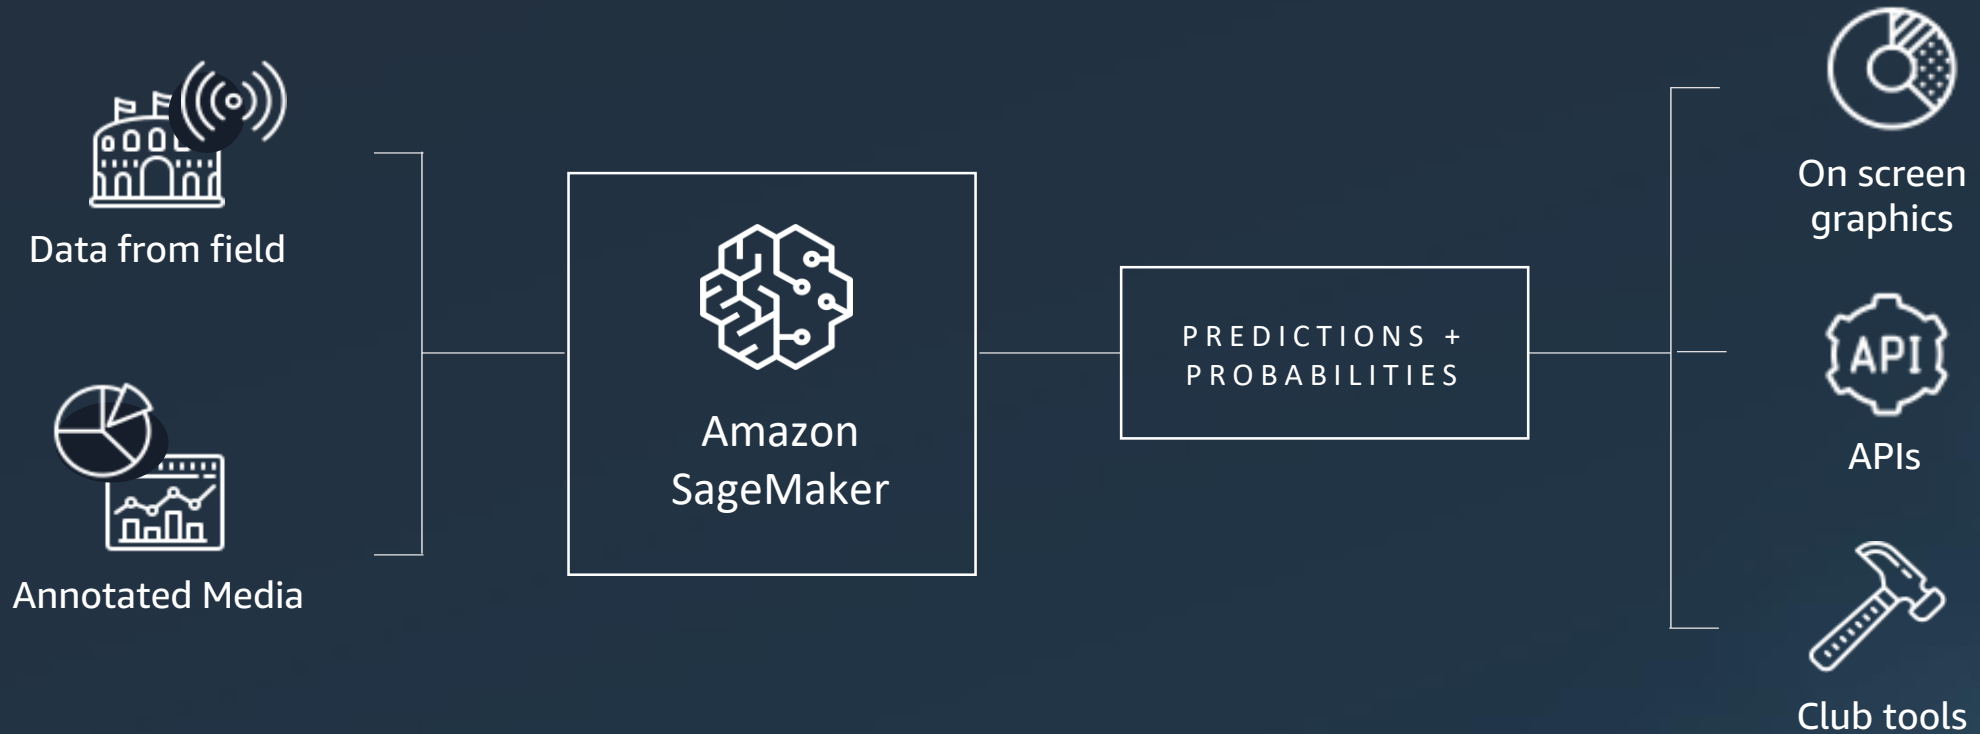 Data from field
Annotated Media
Amazon
SageMaker
PREDICTIONS +
PROBABILITIES
On screen
graphics
API
APIs
Club tools